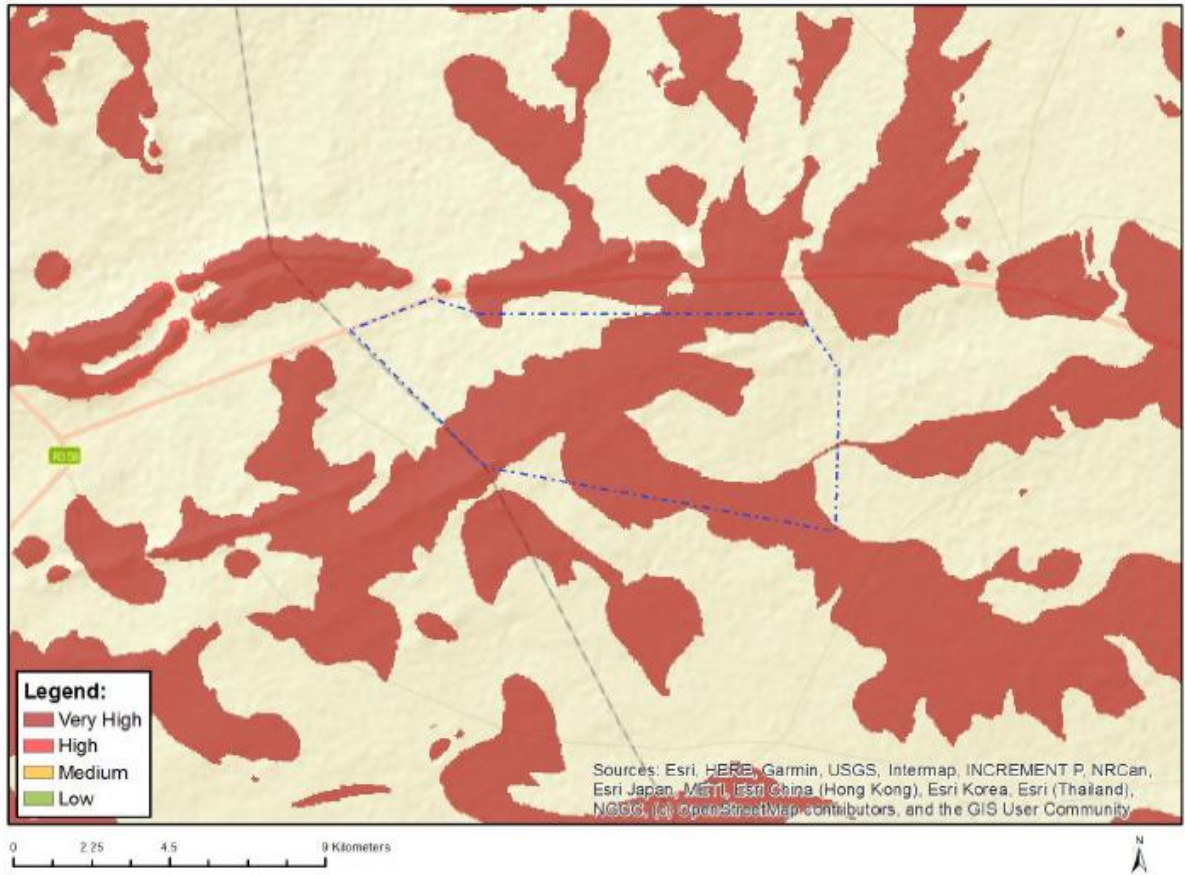 Legend:
Very High
High
Medium
Low
Sources: Esri, HERE, Garmin, USGS, Intermap, INCREMENT P, NRCan,
Esri Japan, METI, Esri China (Hong Kong), Esri Korea, Esri (Thailand),
NGCC, (c) OpenStreetMap contributors, and the GIS User Community
0 2.25 4.5 9 Kilometers
N